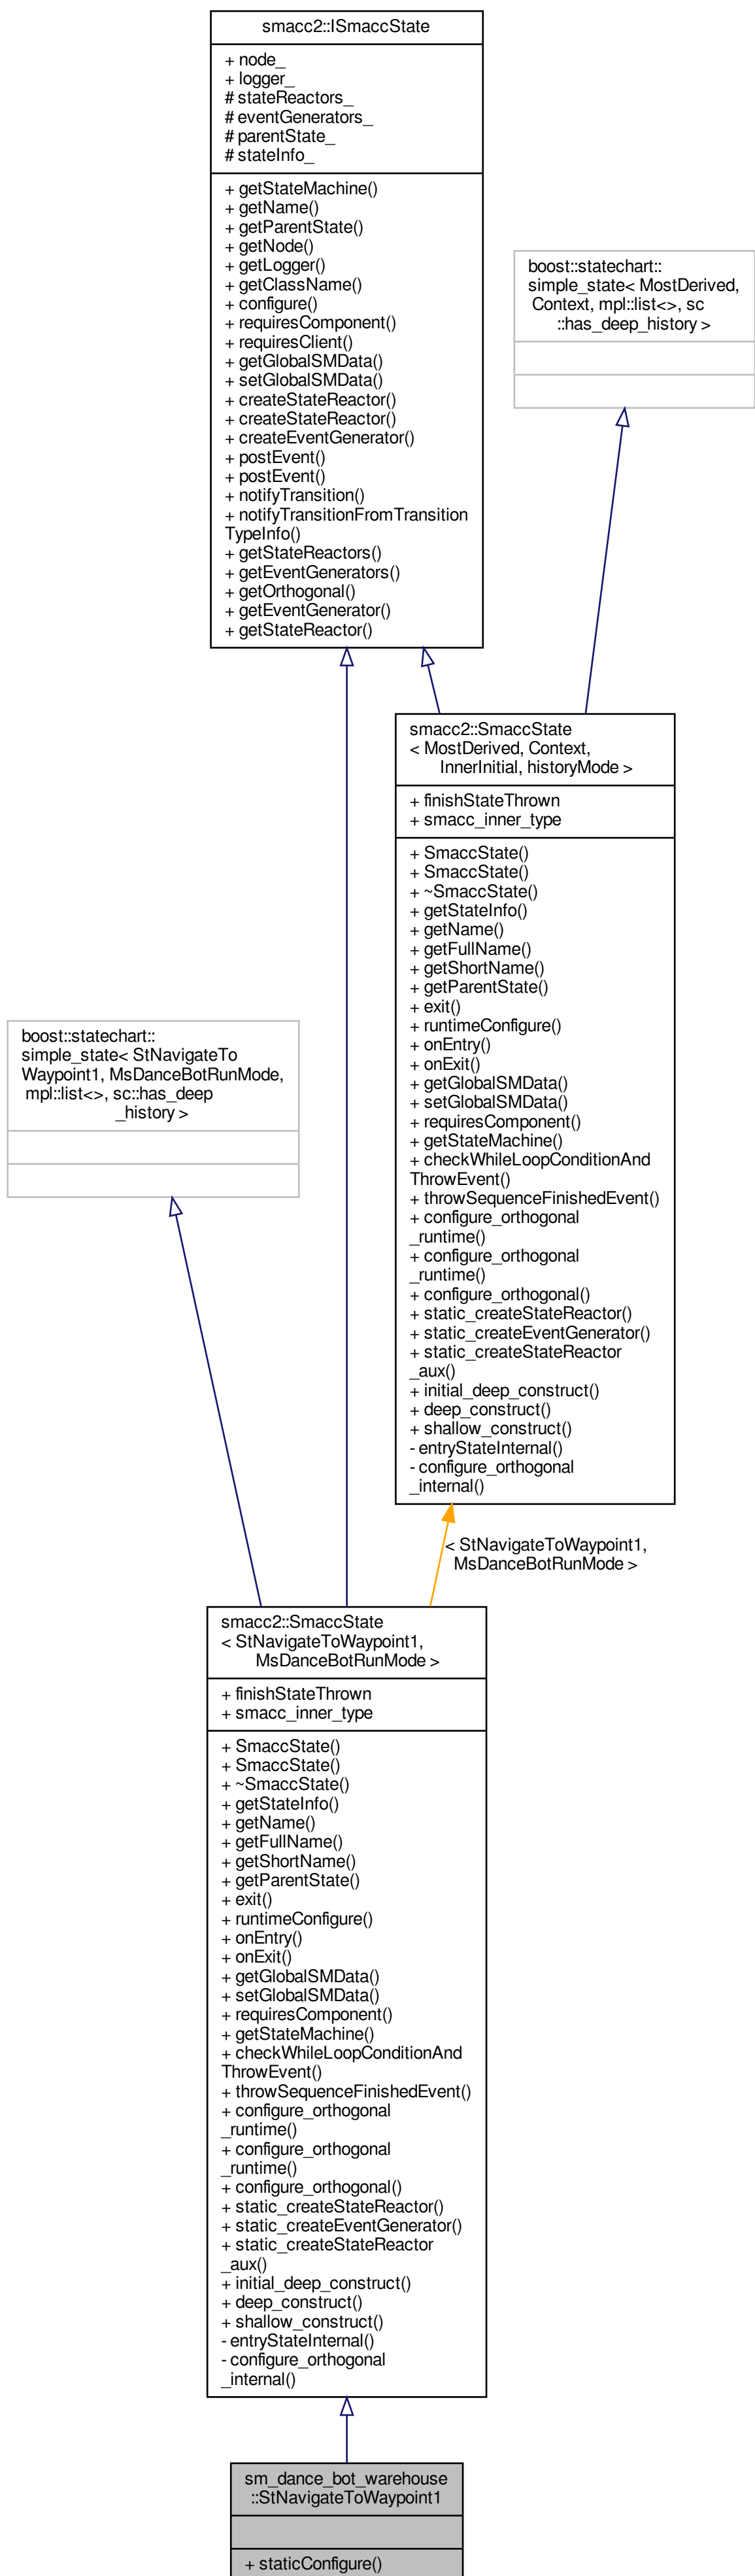 smacc2::ISmaccState
+ node_
+ logger_
# stateReactors_
# eventGenerators_
# parentState_
# stateInfo_
+ getStateMachine()
+ getName()
+ getParentState()
+ getNode()
+ getLogger()
+ getClassName()
+ configure()
+ requiresComponent()
+ requiresClient()
+ getGlobalSMData()
+ setGlobalSMData()
+ createStateReactor()
+ createStateReactor()
+ createEventGenerator()
+ postEvent()
+ postEvent()
+ notifyTransition()
+ notifyTransitionFromTransition
TypeInfo()
+ getStateReactors()
+ getEventGenerators()
+ getOrthogonal()
+ getEventGenerator()
+ getStateReactor()
boost::statechart::
simple_state< MostDerived,
Context, mpl::list<>, sc
::has_deep_history >
smacc2::SmaccState
< MostDerived, Context,
InnerInitial, historyMode >
+ finishStateThrown
+ smacc_inner_type
+ SmaccState()
+ SmaccState()
+ ~SmaccState()
+ getStateInfo()
+ getName()
+ getFullName()
+ getShortName()
+ getParentState()
+ exit()
+ runtimeConfigure()
+ onEntry()
+ onExit()
+ getGlobalSMData()
+ setGlobalSMData()
+ requiresComponent()
+ getStateMachine()
+ checkWhileLoopConditionAnd
ThrowEvent()
+ throwSequenceFinishedEvent()
+ configure_orthogonal
_runtime()
+ configure_orthogonal
_runtime()
+ configure_orthogonal()
+ static_createStateReactor()
+ static_createEventGenerator()
+ static_createStateReactor
_aux()
+ initial_deep_construct()
+ deep_construct()
+ shallow_construct()
- entryStateInternal()
- configure_orthogonal
_internal()
boost::statechart::
simple_state< StNavigateTo
Waypoint1, MsDanceBotRunMode,
mpl::list<>, sc::has_deep
_history >
< StNavigateToWaypoint1,
MsDanceBotRunMode >
smacc2::SmaccState
< StNavigateToWaypoint1,
MsDanceBotRunMode >
+ finishStateThrown
+ smacc_inner_type
+ SmaccState()
+ SmaccState()
+ ~SmaccState()
+ getStateInfo()
+ getName()
+ getFullName()
+ getShortName()
+ getParentState()
+ exit()
+ runtimeConfigure()
+ onEntry()
+ onExit()
+ getGlobalSMData()
+ setGlobalSMData()
+ requiresComponent()
+ getStateMachine()
+ checkWhileLoopConditionAnd
ThrowEvent()
+ throwSequenceFinishedEvent()
+ configure_orthogonal
_runtime()
+ configure_orthogonal
_runtime()
+ configure_orthogonal()
+ static_createStateReactor()
+ static_createEventGenerator()
+ static_createStateReactor
_aux()
+ initial_deep_construct()
+ deep_construct()
+ shallow_construct()
- entryStateInternal()
- configure_orthogonal
_internal()
sm_dance_bot_warehouse
::StNavigateToWaypoint1
+ staticConfigure()